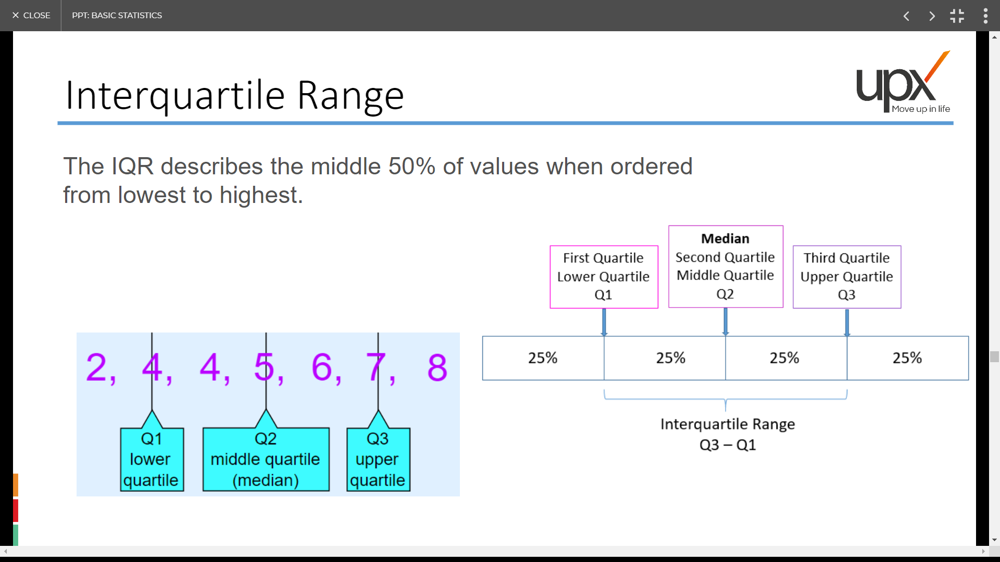 CLOSE
PPT: BASIC STATISTICS
Interquartile Range
upx
Move up in life
The IQR describes the middle 50% of values when ordered
from lowest to highest.
2, 4, 4, 5, 6, 7, 8
Q1
lower
quartile
Q2
middle quartile
(median)
Q3
upper
quartile
First Quartile
Lower Quartile
Q1
Median
Second Quartile
Middle Quartile
Q2
Third Quartile
Upper Quartile
Q3
25% 25% 25% 25%
Interquartile Range
Q3 – Q1